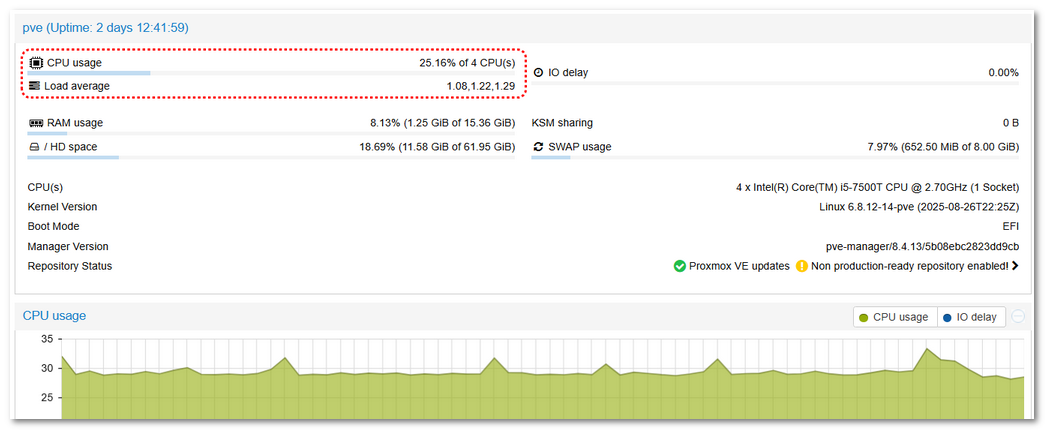 pve (Uptime: 2 days 12:41:59)
CPU usage 25.16% of 4 CPU(s)
IO delay 0.00%
Load average 1.08,1.22,1.29
RAM usage 8.13% (1.25 GiB of 15.36 GiB)
KSM sharing 0 B
/ HD space 18.69% (11.58 GiB of 61.95 GiB)
SWAP usage 7.97% (652.50 MiB of 8.00 GiB)
CPU(s) 4 x Intel(R) Core(TM) i5-7500T CPU @ 2.70GHz (1 Socket)
Kernel Version Linux 6.8.12-14-pve (2025-08-26T22:25Z)
Boot Mode EFI
Manager Version pve-manager/8.4.13/5b08ebc2823dd9cb
Repository Status Proxmox VE updates Non production-ready repository enabled!
CPU usage
CPU usage IO delay
35
30
25